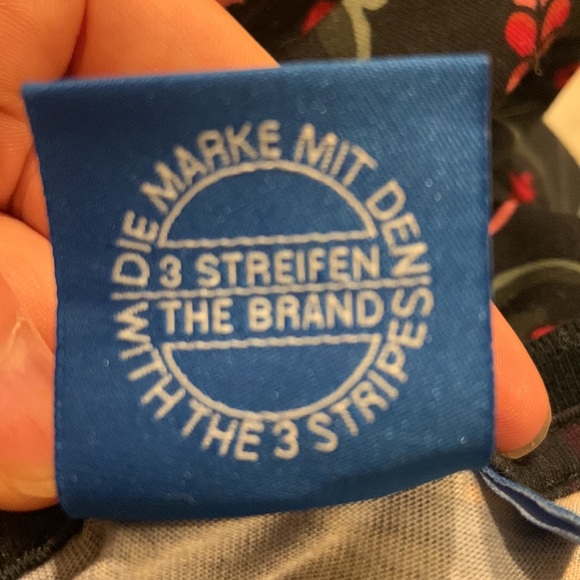 DIE MARKE MIT DEN
3 STREIFEN
THE BRAND
WITH THE 3 STRIPES